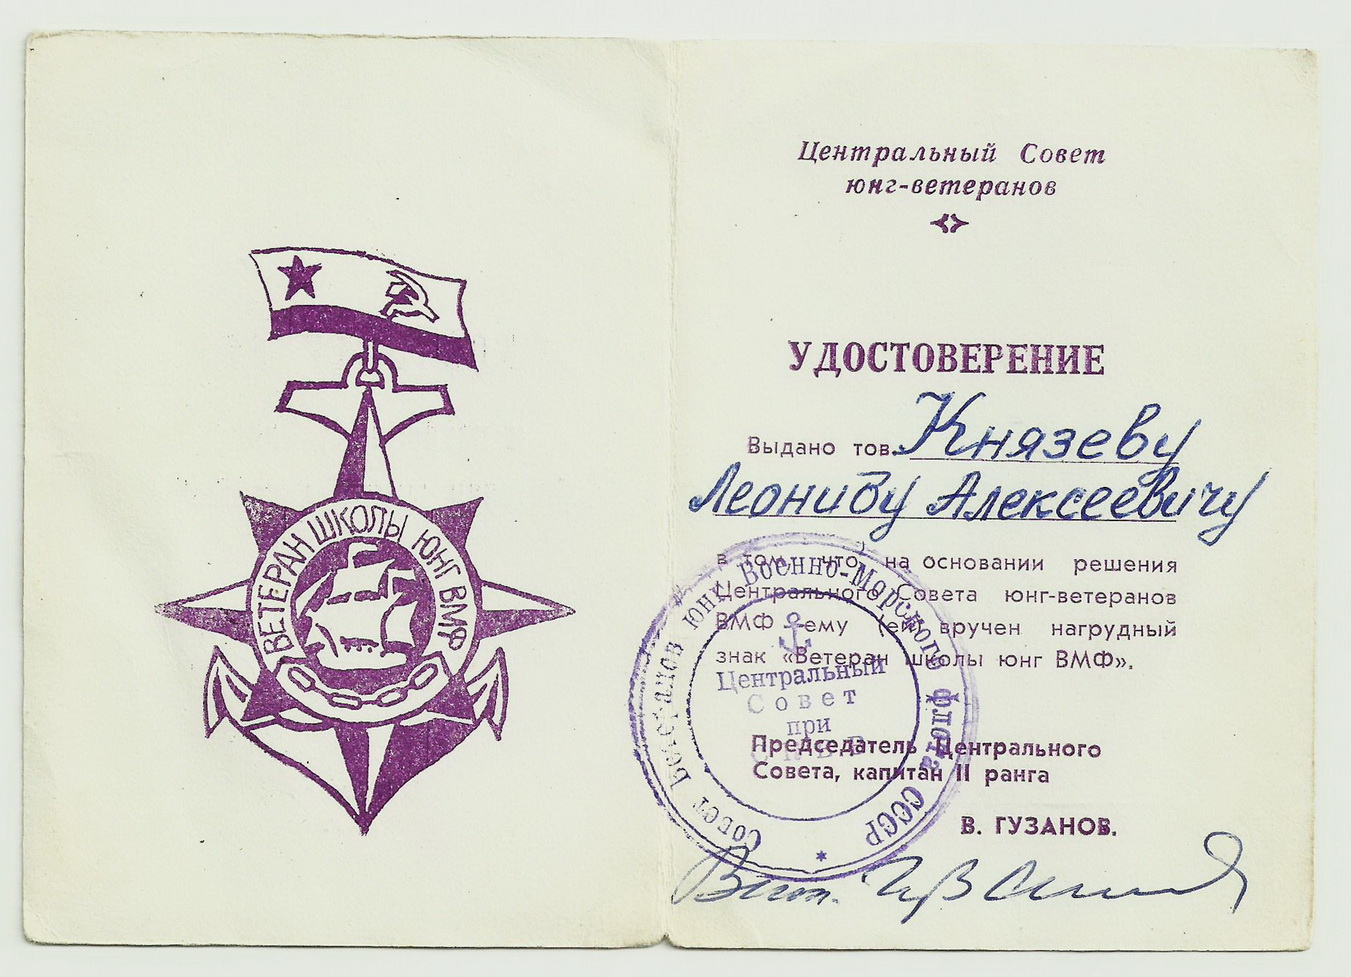 ВЕТЕРАН ШКОЛЫ ЮНГ ВМФ
Центральный Совет
юнг-ветеранов
УДОСТОВЕРЕНИЕ
Выдано тов. Князеву
Леониду Алексеевичу
в том, что на основании решения
Центрального Совета юнг-ветеранов
ВМФ ему (ей) вручен нагрудный
знак «Ветеран школы юнг ВМФ».
Председатель Центрального
Совета, капитан II ранга
В. ГУЗАНОВ.
Совет Ветеранов юнг Военно-Морского флота СССР
Центральный
Совет
при